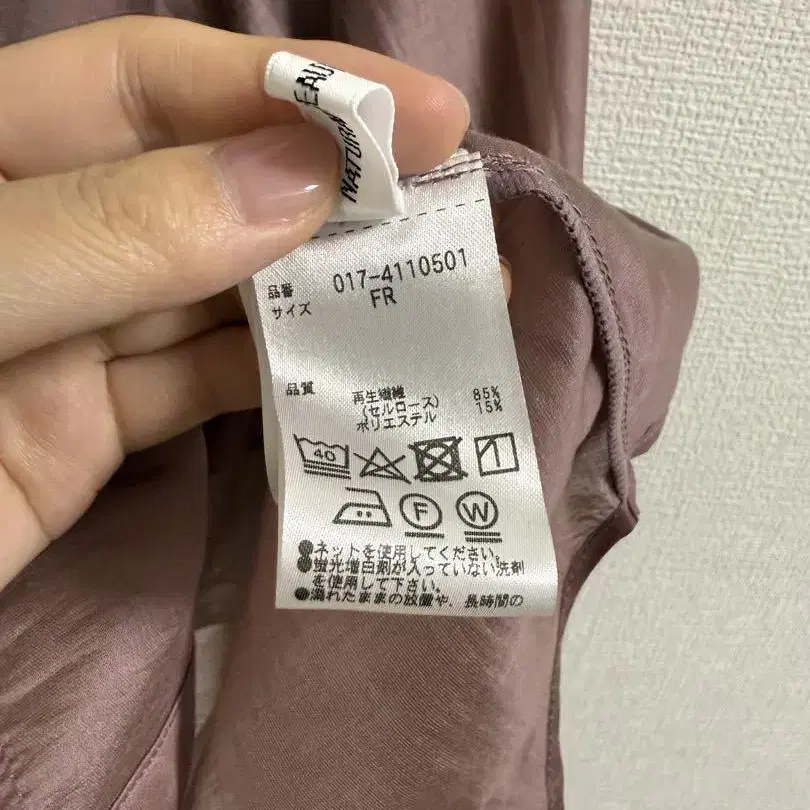 品番 017-4110501
サイズ FR
品質 再生繊維 85%
(セルロース) 15%
ポリエステル
40
F W
●ネットを使用してください。
●蛍光増白剤が入っていない洗剤
を使用して下さい。
●濡れたままの放置や、長時間の